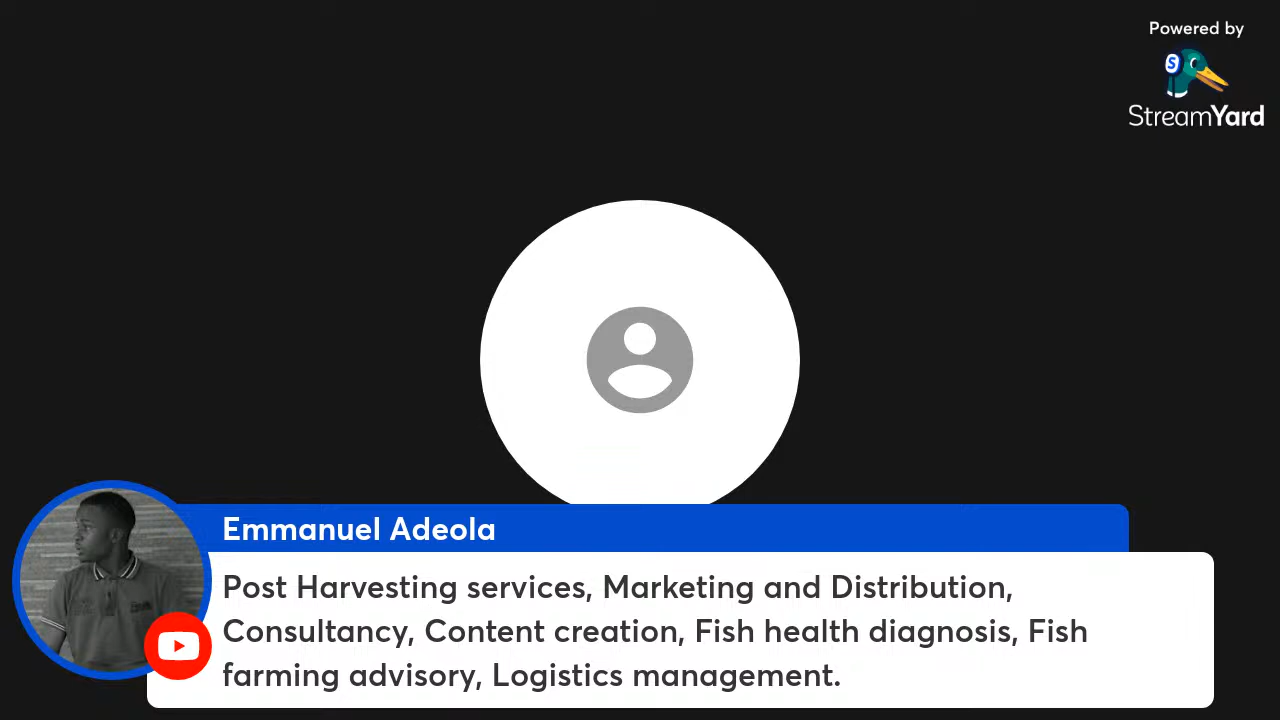 Powered by
S
StreamYard
Emmanuel Adeola
Post Harvesting services, Marketing and Distribution,
Consultancy, Content creation, Fish health diagnosis, Fish
farming advisory, Logistics management.